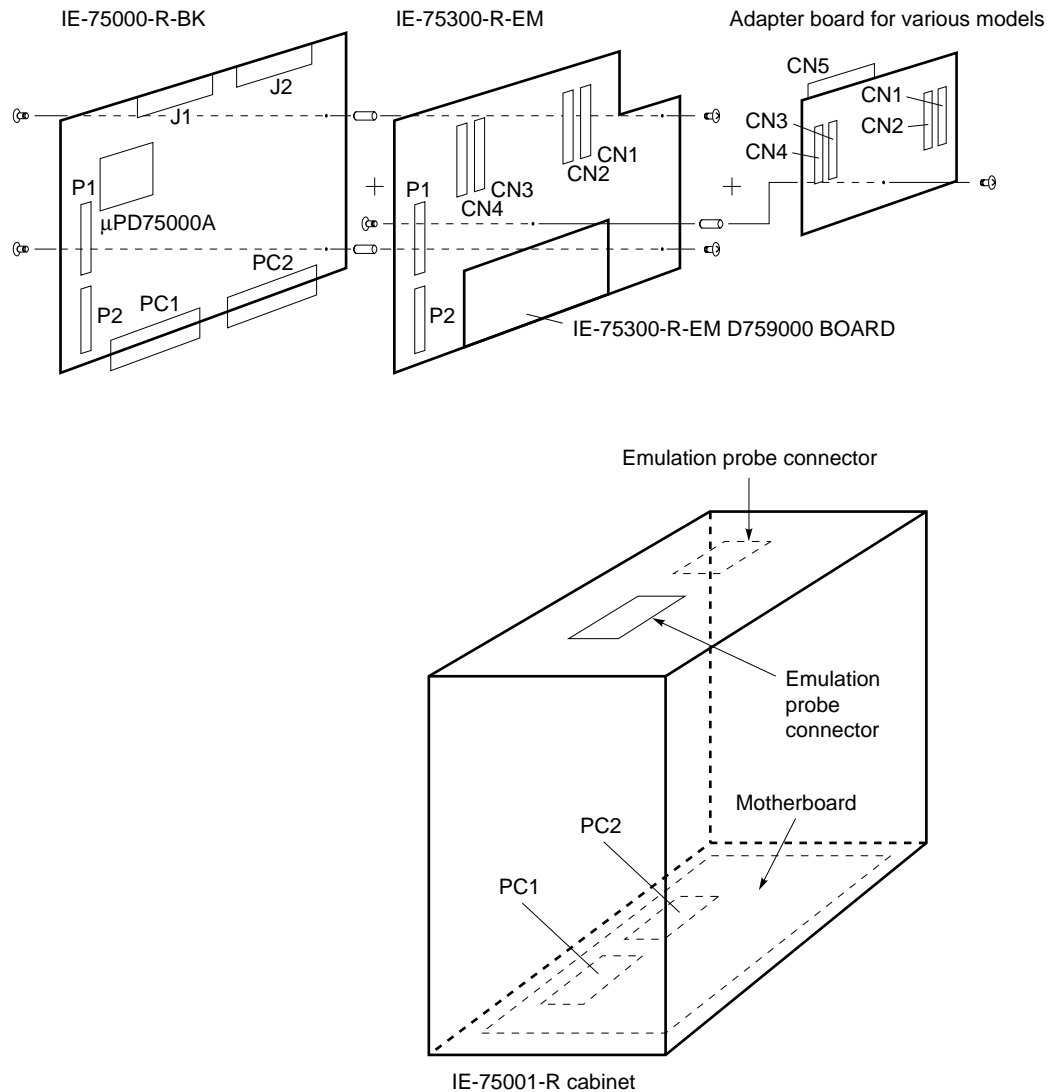 IE-75000-R-BK
IE-75300-R-EM
Adapter board for various models
J2
J1
P1
μPD75000A
P2
PC1
PC2
CN1
CN2
CN3
CN4
P1
P2
IE-75300-R-EM D759000 BOARD
CN5
CN1
CN2
CN3
CN4
Emulation probe connector
Emulation
probe
connector
Motherboard
PC2
PC1
IE-75001-R cabinet